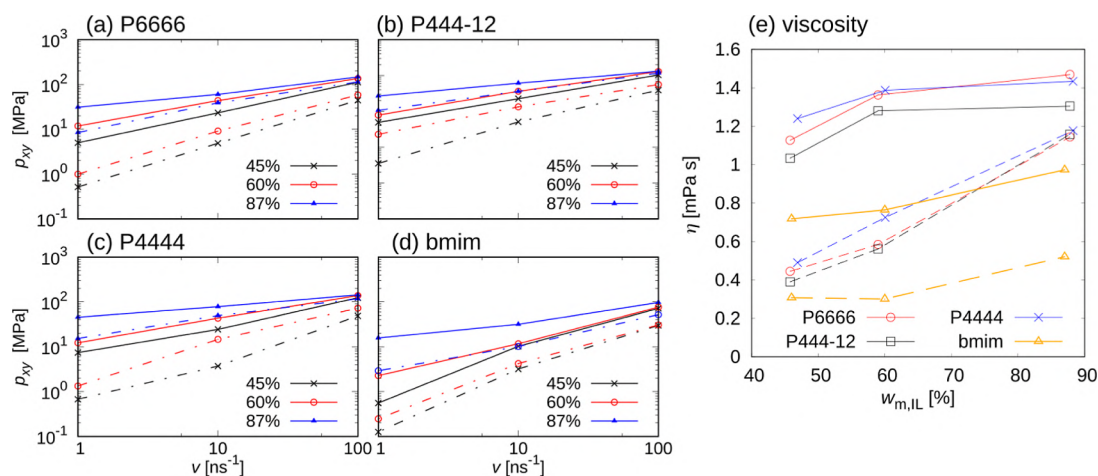 (a) P6666
(b) P444-12
(e) viscosity
10³
10²
10¹
10⁰
10⁻¹
pxy [MPa]
45%
60%
87%
45%
60%
87%
(c) P4444
(d) bmim
10³
10²
10¹
10⁰
10⁻¹
pxy [MPa]
45%
60%
87%
45%
60%
87%
1 10 100
1 10 100
v [ns⁻¹]
v [ns⁻¹]
1.6
1.4
1.2
1
0.8
0.6
0.4
0.2
0
η [mPa s]
P6666
P4444
P444-12
bmim
40 50 60 70 80 90
wm,IL [%]